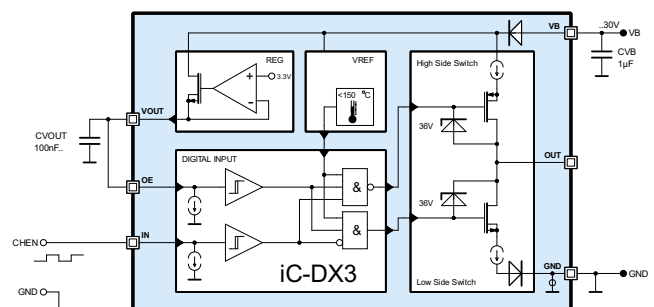 ..30V
VB
VB
CVB
1µF
REG
VREF
High Side Switch
3.3V
+
-
<150 °C
36V
VOUT
CVOUT
100nF..
DIGITAL INPUT
OE
&
&
OUT
36V
CHEN
IN
iC-DX3
GND
GND
Low Side Switch
GND